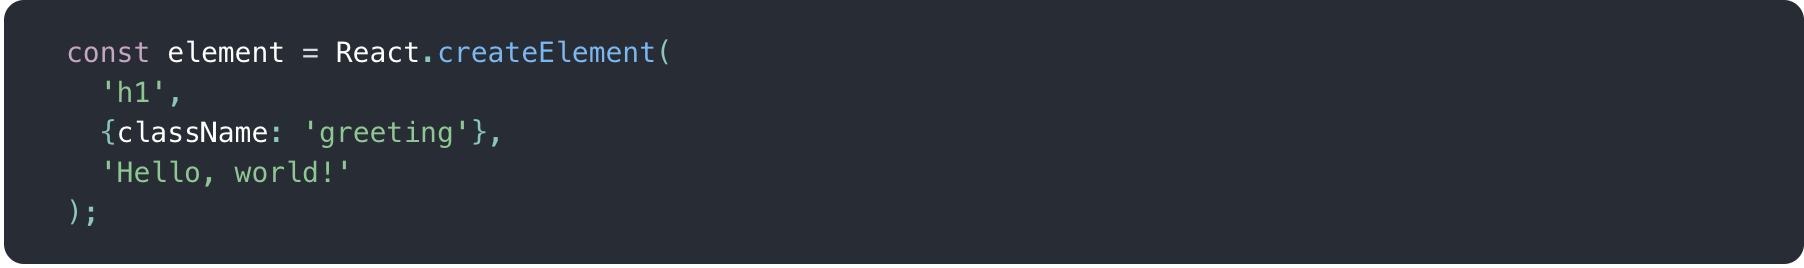 const element = React.createElement(
  'h1',
  {className: 'greeting'},
  'Hello, world!'
);